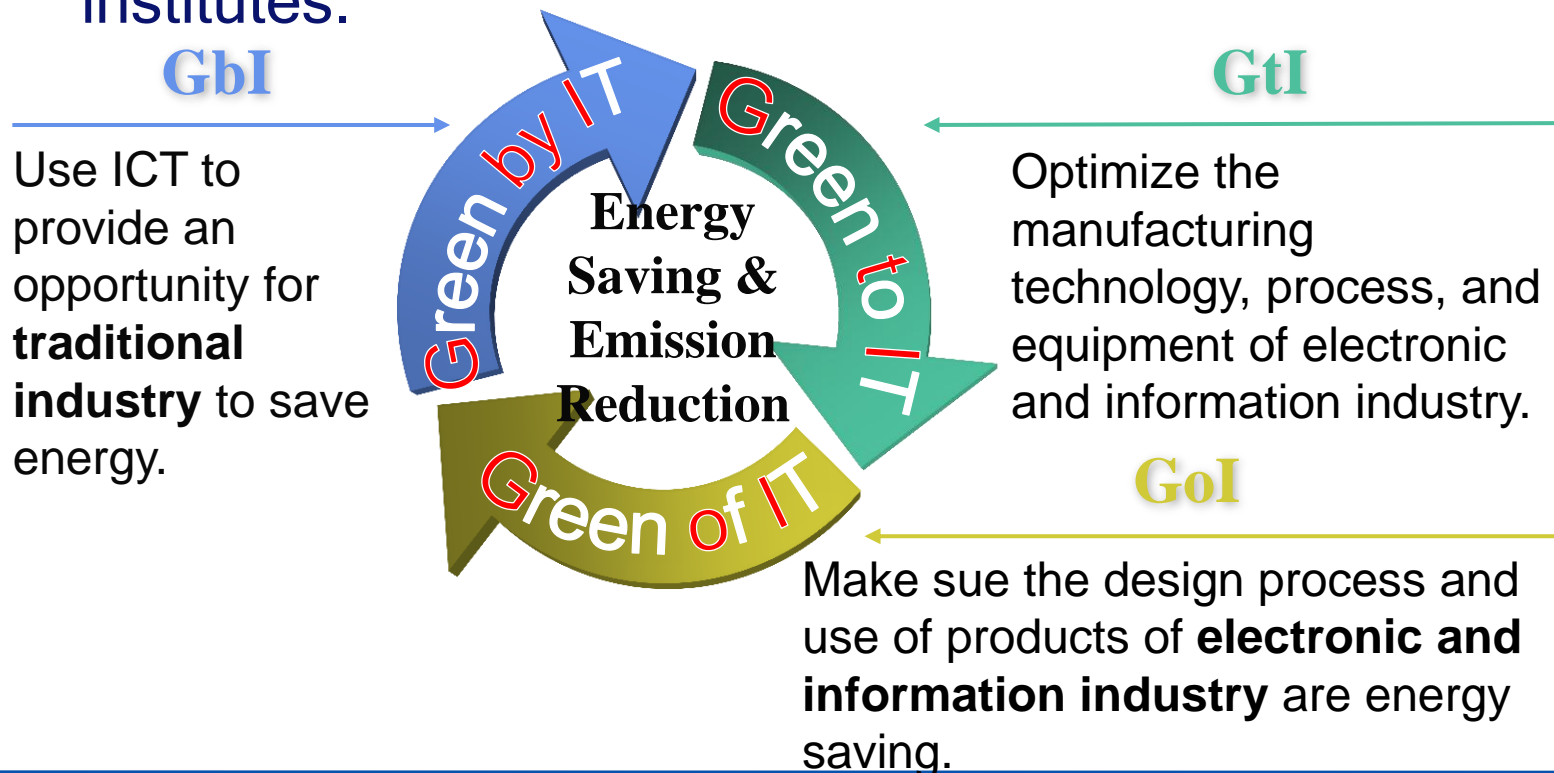 institutes.
GbI
Use ICT to
provide an
opportunity for
traditional
industry to save
energy.
Green by IT
Green to IT
Green of IT
Energy
Saving &
Emission
Reduction
GtI
Optimize the
manufacturing
technology, process, and
equipment of electronic
and information industry.
GoI
Make sue the design process and
use of products of electronic and
information industry are energy
saving.